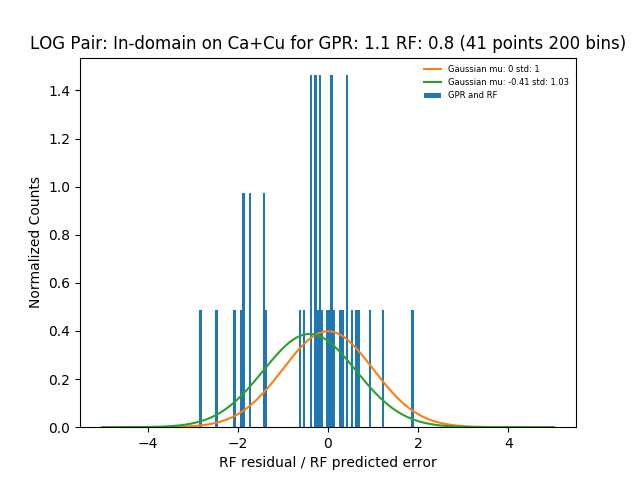 LOG Pair: In-domain on Ca+Cu for GPR: 1.1 RF: 0.8 (41 points 200 bins)
Gaussian mu: 0 std: 1
Gaussian mu: -0.41 std: 1.03
GPR and RF
Normalized Counts
1.4
1.2
1.0
0.8
0.6
0.4
0.2
0.0
−4 −2 0 2 4
RF residual / RF predicted error